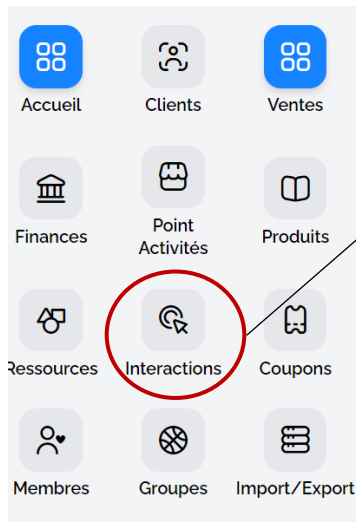 Accueil
Clients
Ventes
Finances
Point
Activités
Produits
Ressources
Interactions
Coupons
Membres
Groupes
Import/Export